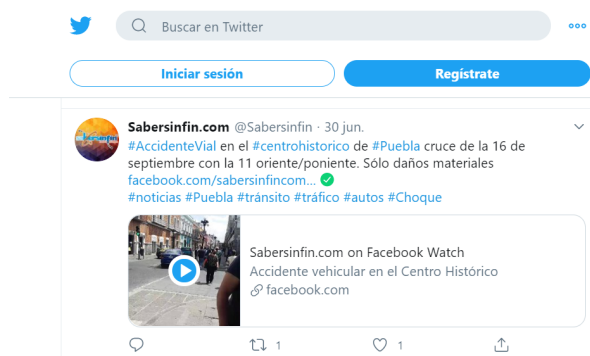 Buscar en Twitter
Iniciar sesión
Regístrate
Sabersinfin.com @Sabersinfin · 30 jun.
#AccidenteVial en el #centrohistorico de #Puebla cruce de la 16 de
septiembre con la 11 oriente/poniente. Sólo daños materiales
facebook.com/sabersinfincom... ✅
#noticias #Puebla #tránsito #tráfico #autos #Choque
Sabersinfin.com on Facebook Watch
Accidente vehicular en el Centro Histórico
facebook.com
1
1